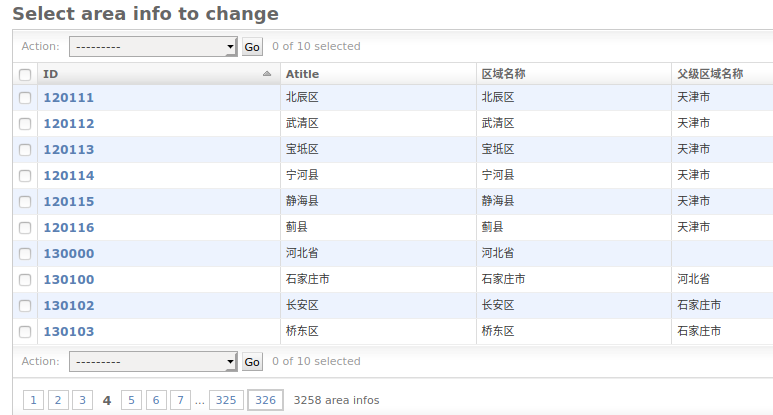 Select area info to change
Action: --------- Go 0 of 10 selected
ID Atitle 区域名称 父级区域名称
120111 北辰区 北辰区 天津市
120112 武清区 武清区 天津市
120113 宝坻区 宝坻区 天津市
120114 宁河县 宁河县 天津市
120115 静海县 静海县 天津市
120116 蓟县 蓟县 天津市
130000 河北省 河北省
130100 石家庄市 石家庄市 河北省
130102 长安区 长安区 石家庄市
130103 桥东区 桥东区 石家庄市
Action: --------- Go 0 of 10 selected
1 2 3 4 5 6 7 ... 325 326 3258 area infos